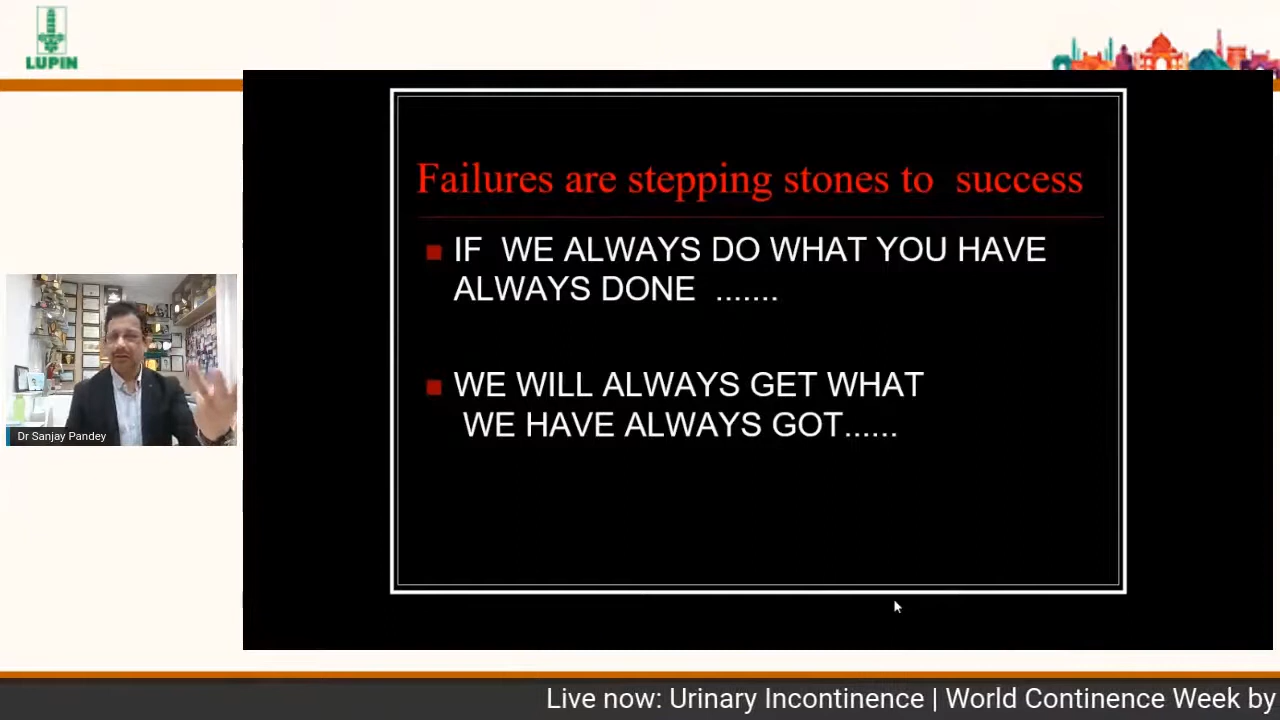 LUPIN
Failures are stepping stones to  success
IF  WE ALWAYS DO WHAT YOU HAVE
ALWAYS DONE  .......
WE WILL ALWAYS GET WHAT
WE HAVE ALWAYS GOT......
Dr Sanjay Pandey
Live now: Urinary Incontinence | World Continence Week by